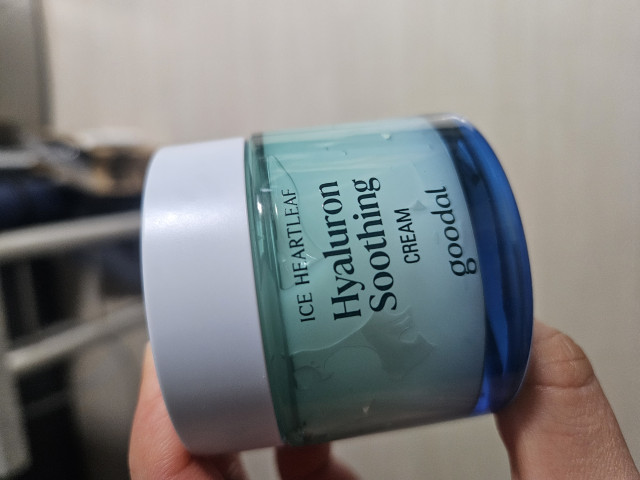 ICE HEARTLEAF
Hyaluron
Soothing
CREAM
goodal